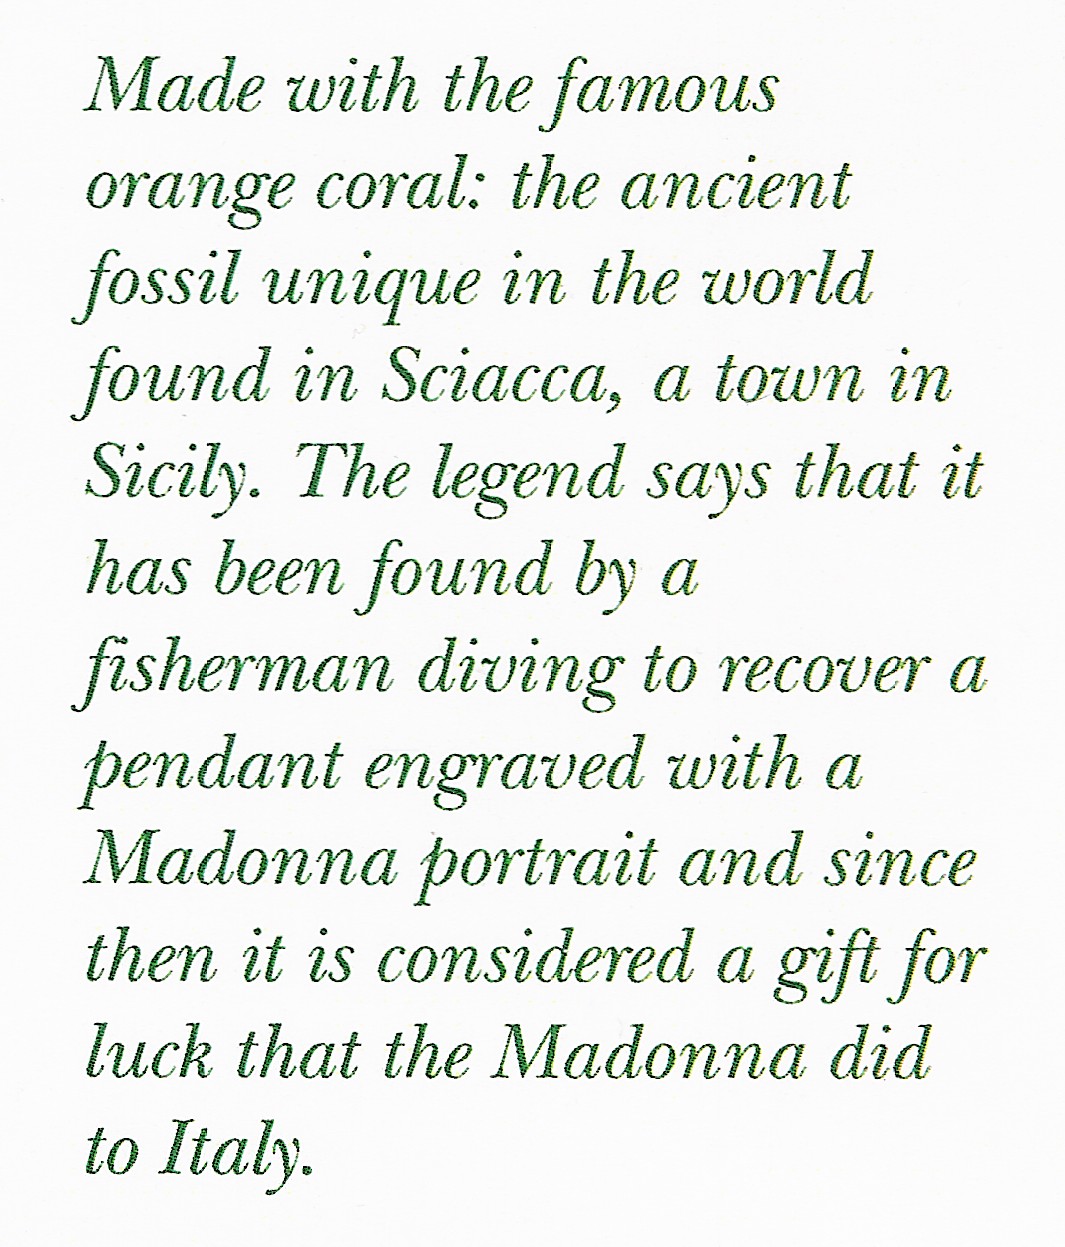 Made with the famous
orange coral: the ancient
fossil unique in the world
found in Sciacca, a town in
Sicily. The legend says that it
has been found by a
fisherman diving to recover a
pendant engraved with a
Madonna portrait and since
then it is considered a gift for
luck that the Madonna did
to Italy.